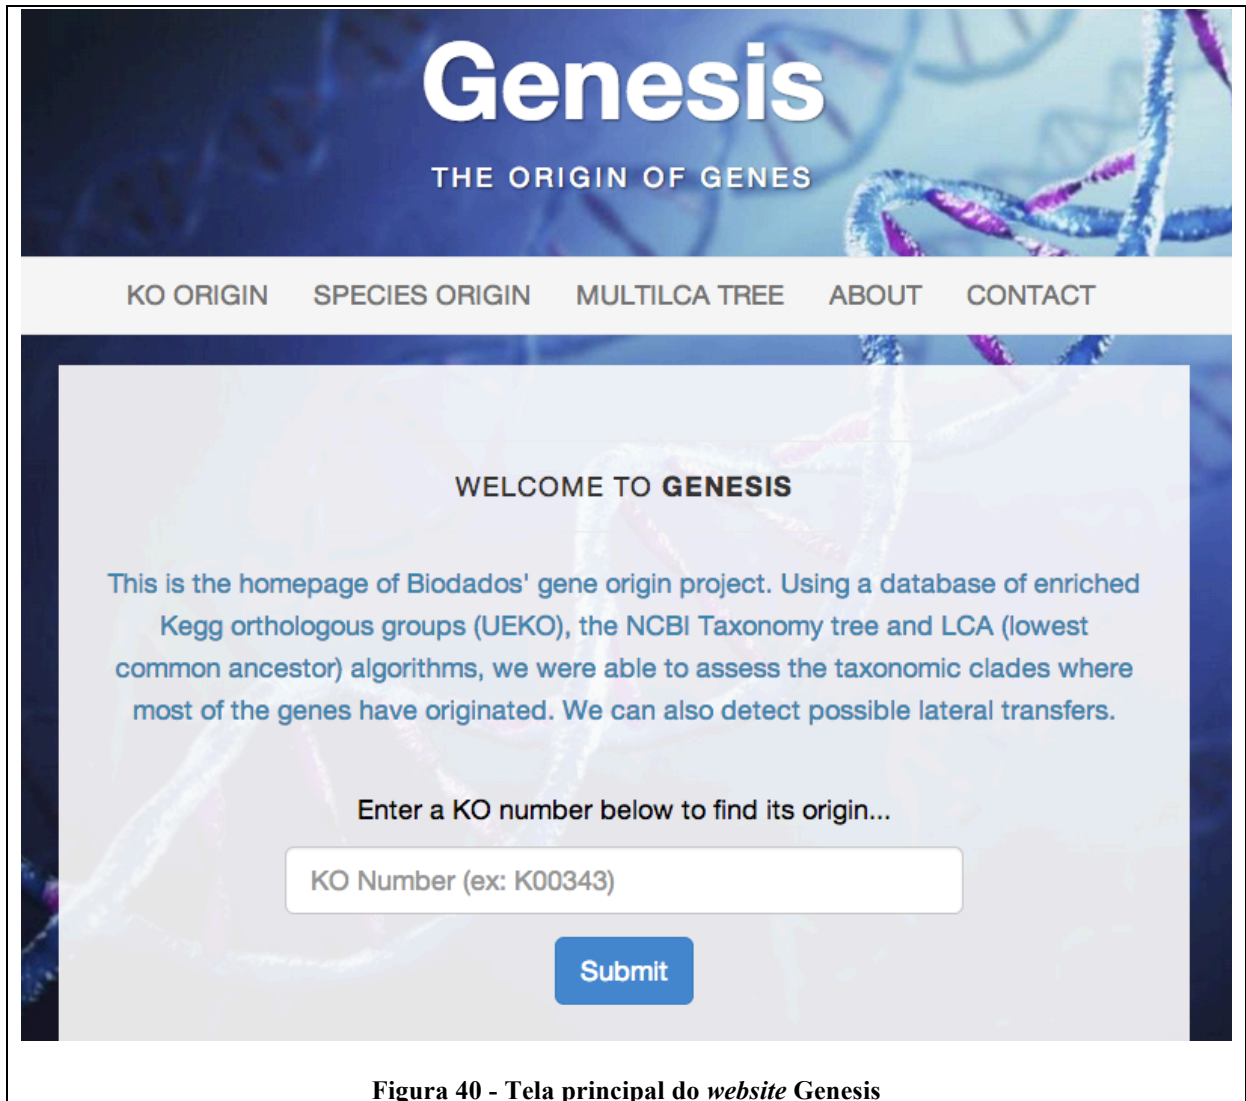 Genesis
THE ORIGIN OF GENES
KO ORIGIN SPECIES ORIGIN MULTILCA TREE ABOUT CONTACT
WELCOME TO GENESIS
This is the homepage of Biodados' gene origin project. Using a database of enriched
Kegg orthologous groups (UEKO), the NCBI Taxonomy tree and LCA (lowest
common ancestor) algorithms, we were able to assess the taxonomic clades where
most of the genes have originated. We can also detect possible lateral transfers.
Enter a KO number below to find its origin...
KO Number (ex: K00343)
Submit
Figura 40 - Tela principal do website Genesis